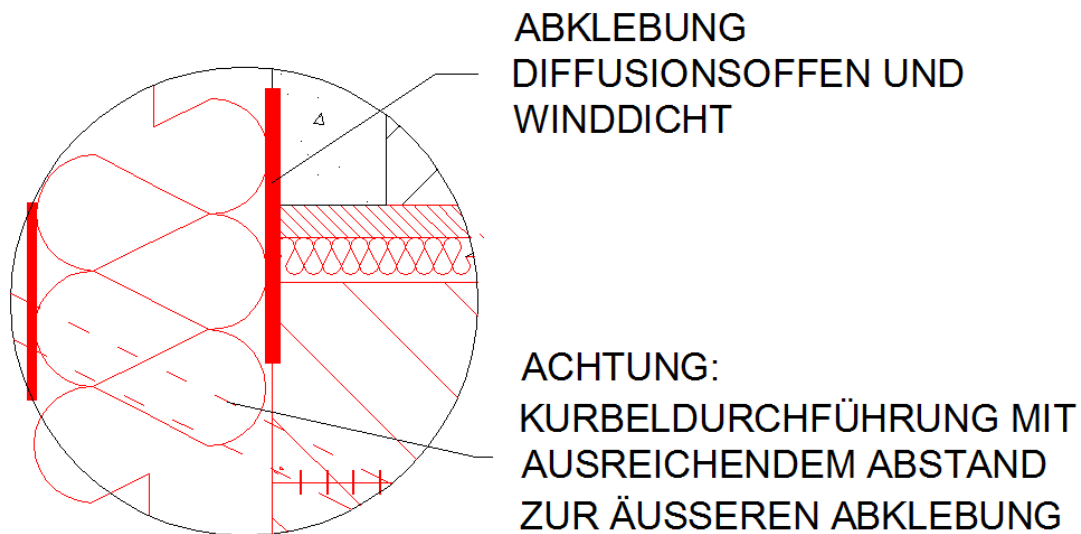 ABKLEBUNG
DIFFUSIONSOFFEN UND
WINDDICHT
ACHTUNG:
KURBELDURCHFÜHRUNG MIT
AUSREICHENDEM ABSTAND
ZUR ÄUSSEREN ABKLEBUNG